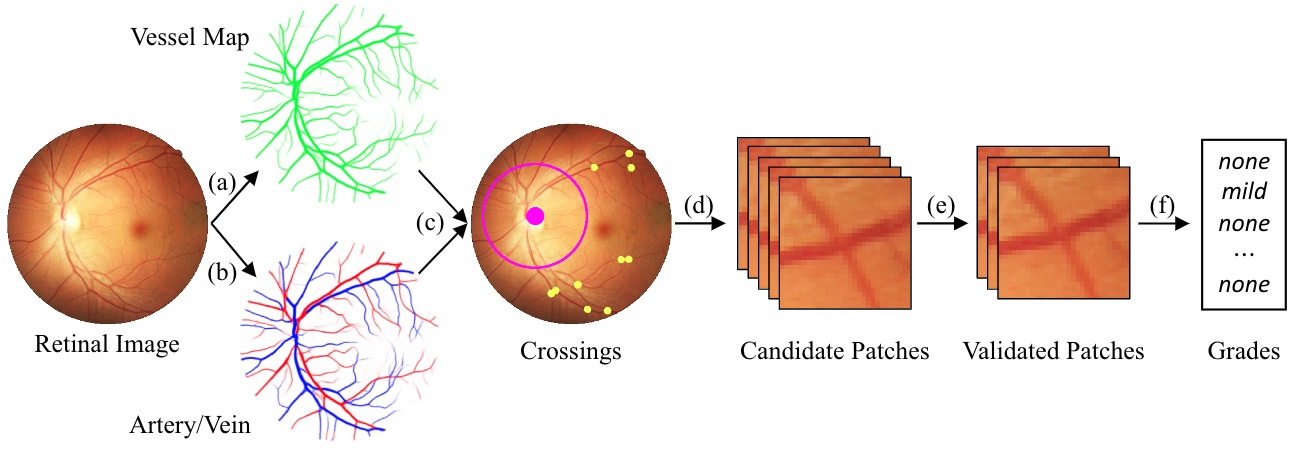 Vessel Map
(a)
(b)
Retinal Image
Artery/Vein
(c)
Crossings
(d)
Candidate Patches
(e)
Validated Patches
(f)
none
mild
none
...
none
Grades